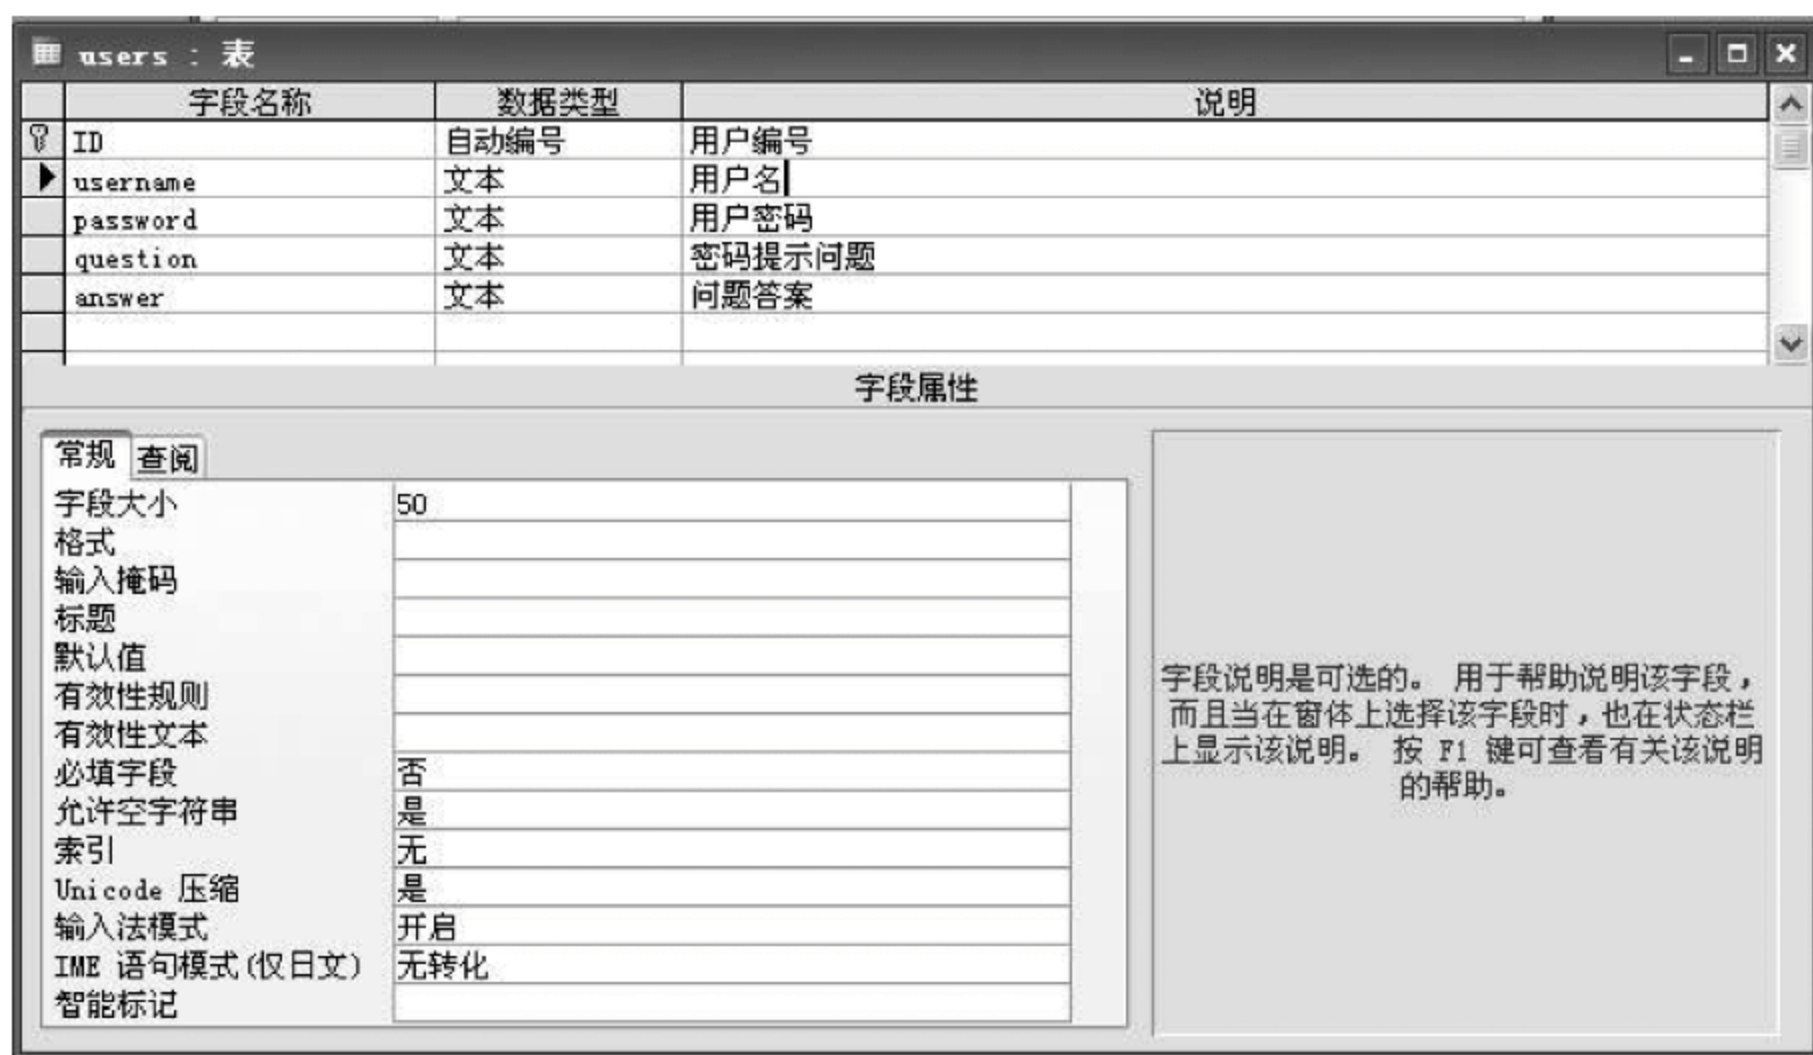 users : 表
字段名称 数据类型 说明
ID 自动编号 用户编号
username 文本 用户名
password 文本 用户密码
question 文本 密码提示问题
answer 文本 问题答案
字段属性
常规 查阅
字段大小 50
格式
输入掩码
标题
默认值
有效性规则
有效性文本
必填字段 否
允许空字符串 是
索引 无
Unicode 压缩 是
输入法模式 开启
IME 语句模式(仅日文) 无转化
智能标记
字段说明是可选的。 用于帮助说明该字段，
而且当在窗体上选择该字段时，也在状态栏
上显示该说明。 按 F1 键可查看有关该说明
的帮助。